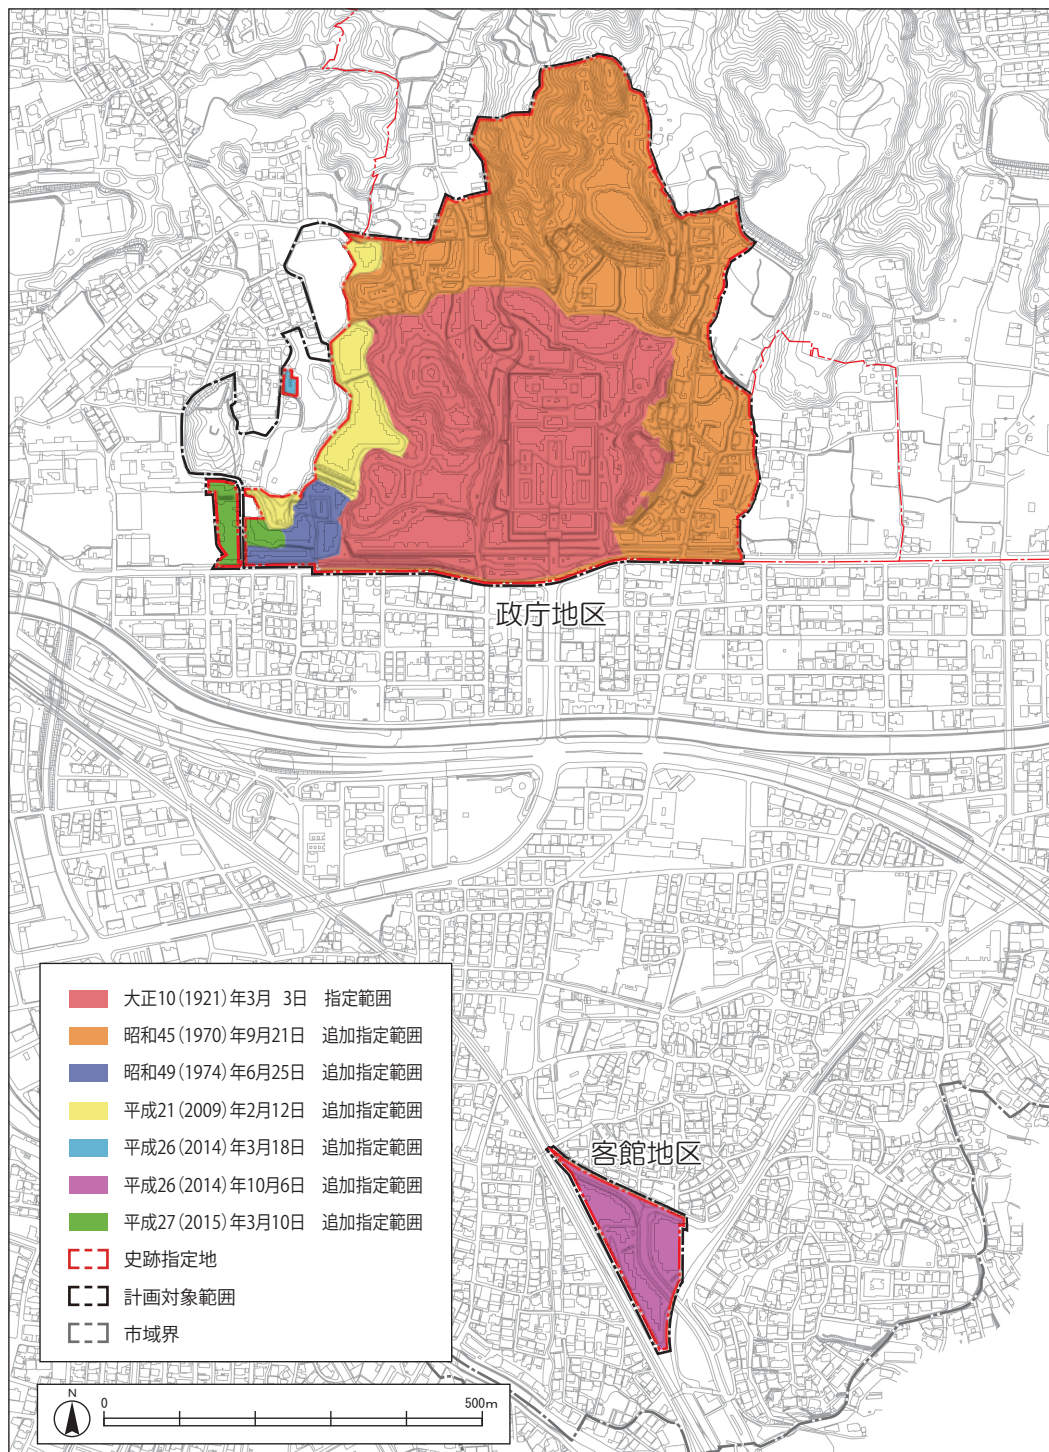 政庁地区
客館地区
大正10(1921)年3月 3日 指定範囲
昭和45(1970)年9月21日 追加指定範囲
昭和49(1974)年6月25日 追加指定範囲
平成21(2009)年2月12日 追加指定範囲
平成26(2014)年3月18日 追加指定範囲
平成26(2014)年10月6日 追加指定範囲
平成27(2015)年3月10日 追加指定範囲
史跡指定地
計画対象範囲
市域界
N
0 500m